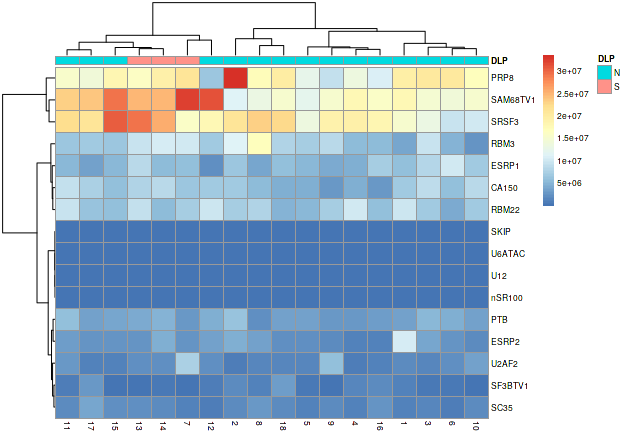 DLP
PRP8
SAM68TV1
SRSF3
RBM3
ESRP1
CA150
RBM22
SKIP
U6ATAC
U12
nSR100
PTB
ESRP2
U2AF2
SF3BTV1
SC35
11 17 15 13 14 7 12 2 8 18 5 9 4 16 1 3 6 10
3e+07
2.5e+07
2e+07
1.5e+07
1e+07
5e+06
DLP
N
S